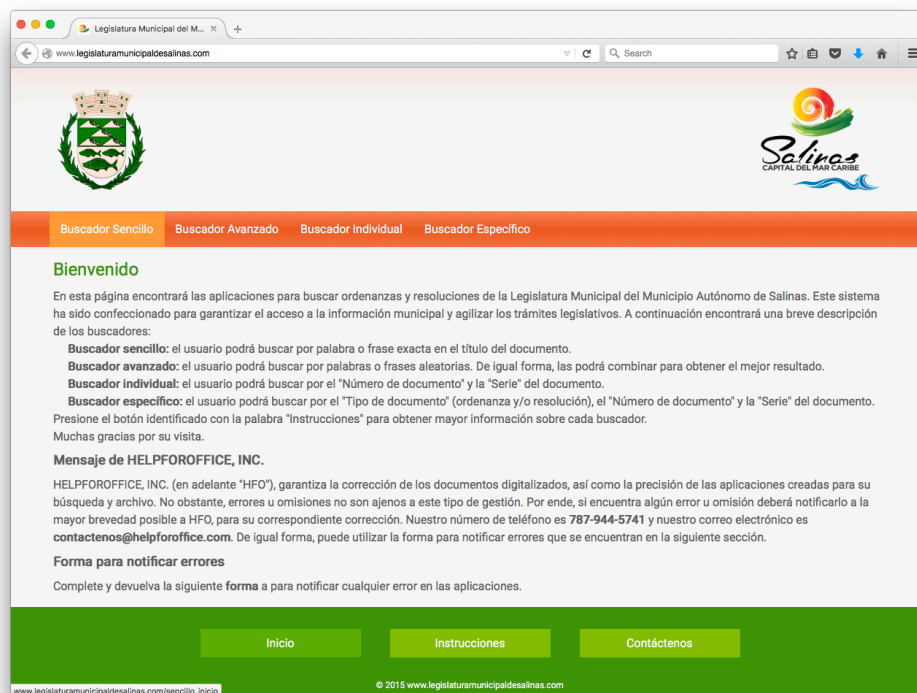 Legislatura Municipal del M...
www.legislaturamunicipaldesalinas.com
Search
Salinas
CAPITAL DEL MAR CARIBE
Buscador Sencillo Buscador Avanzado Buscador Individual Buscador Específico
Bienvenido
En esta página encontrará las aplicaciones para buscar ordenanzas y resoluciones de la Legislatura Municipal del Municipio Autónomo de Salinas. Este sistema
ha sido confeccionado para garantizar el acceso a la información municipal y agilizar los trámites legislativos. A continuación encontrará una breve descripción
de los buscadores:
Buscador sencillo: el usuario podrá buscar por palabra o frase exacta en el título del documento.
Buscador avanzado: el usuario podrá buscar por palabras o frases aleatorias. De igual forma, las podrá combinar para obtener el mejor resultado.
Buscador individual: el usuario podrá buscar por el "Número de documento" y la "Serie" del documento.
Buscador específico: el usuario podrá buscar por el "Tipo de documento" (ordenanza y/o resolución), el "Número de documento" y la "Serie" del documento.
Presione el botón identificado con la palabra "Instrucciones" para obtener mayor información sobre cada buscador.
Muchas gracias por su visita.
Mensaje de HELPFOROFFICE, INC.
HELPFOROFFICE, INC. (en adelante "HFO"), garantiza la corrección de los documentos digitalizados, así como la precisión de las aplicaciones creadas para su
búsqueda y archivo. No obstante, errores u omisiones no son ajenos a este tipo de gestión. Por ende, si encuentra algún error u omisión deberá notificarlo a la
mayor brevedad posible a HFO, para su correspondiente corrección. Nuestro número de teléfono es 787-944-5741 y nuestro correo electrónico es
contactenos@helpforoffice.com. De igual forma, puede utilizar la forma para notificar errores que se encuentran en la siguiente sección.
Forma para notificar errores
Complete y devuelva la siguiente forma a para notificar cualquier error en las aplicaciones.
Inicio Instrucciones Contáctenos
© 2015 www.legislaturamunicipaldesalinas.com
www.legislaturamunicipaldesalinas.com/sencillo_inicio